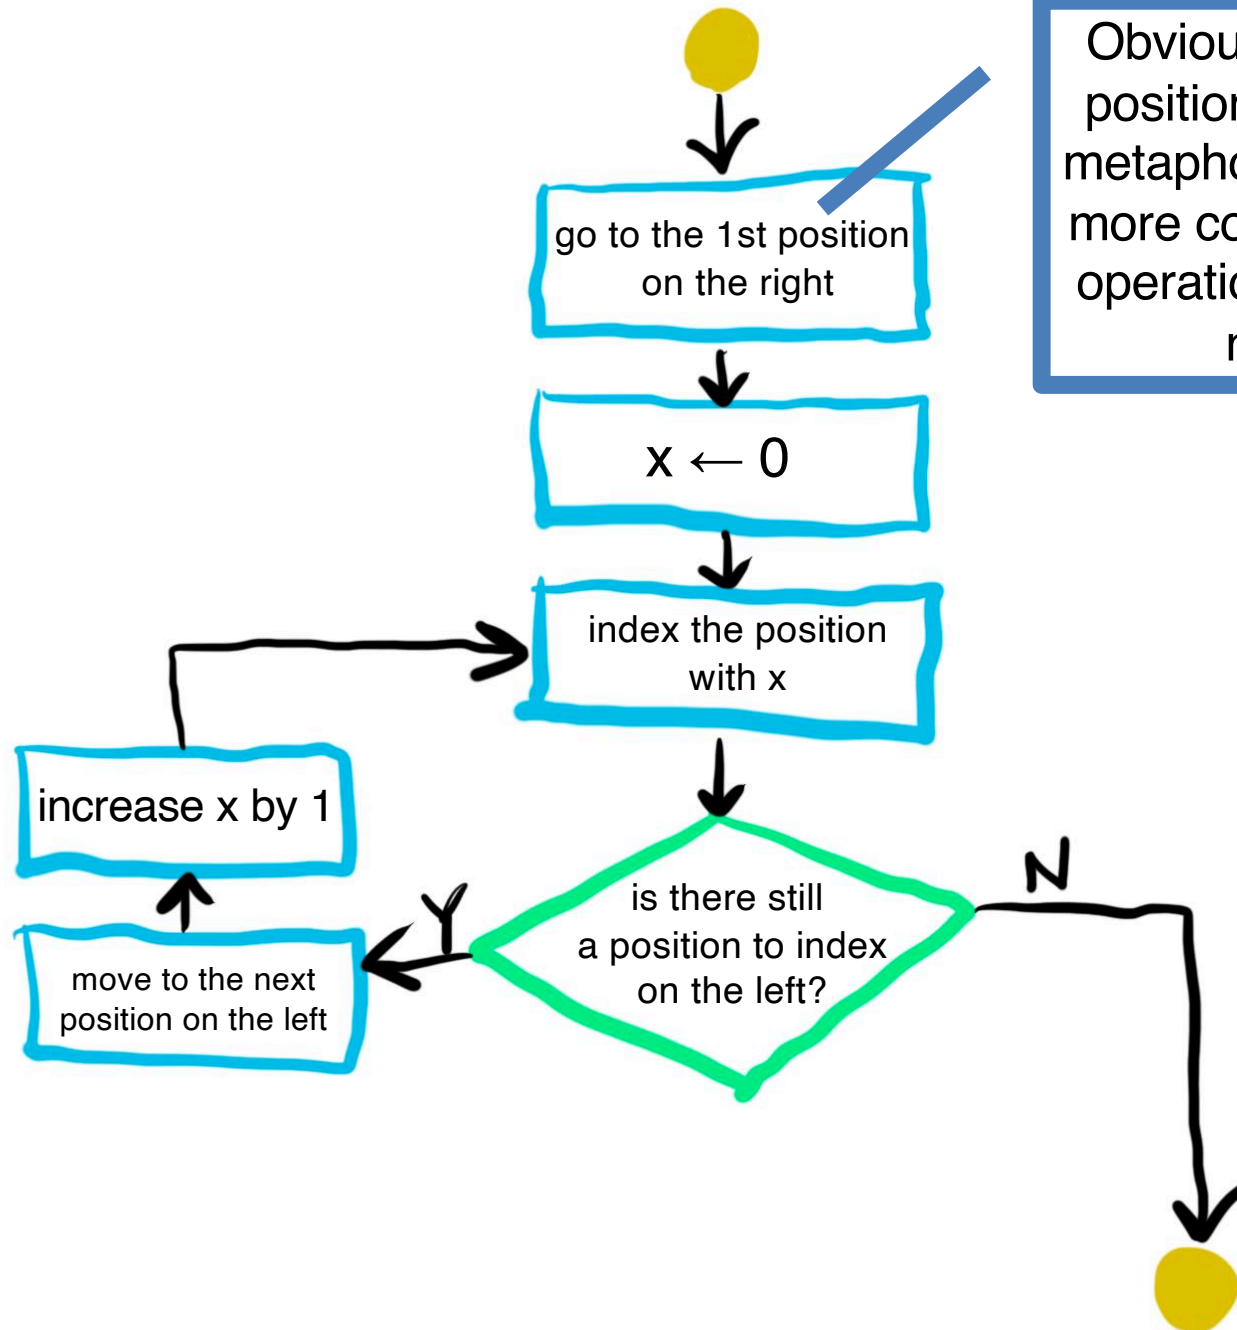 go to the 1st position
on the right
x ← 0
index the position
with x
is there still
a position to index
on the left?
Y
N
move to the next
position on the left
increase x by 1
more